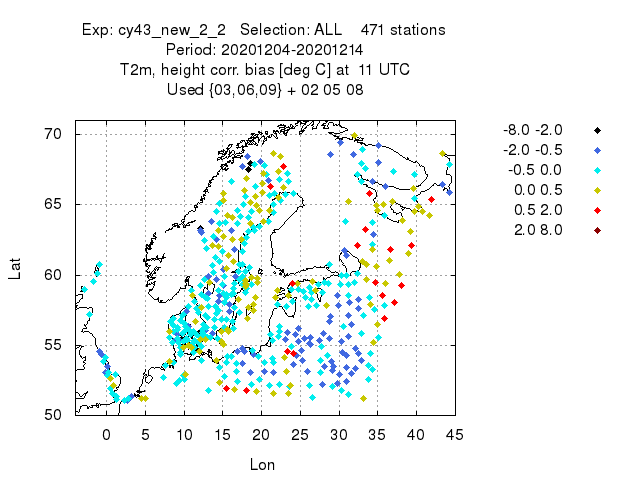 Exp: cy43_new_2_2   Selection: ALL    471 stations
Period: 20201204-20201214
T2m, height corr. bias [deg C] at  11 UTC
Used {03,06,09} + 02 05 08
-8.0 -2.0
-2.0 -0.5
-0.5 0.0
0.0 0.5
0.5 2.0
2.0 8.0
70
65
60
55
50
Lat
0 5 10 15 20 25 30 35 40 45
Lon